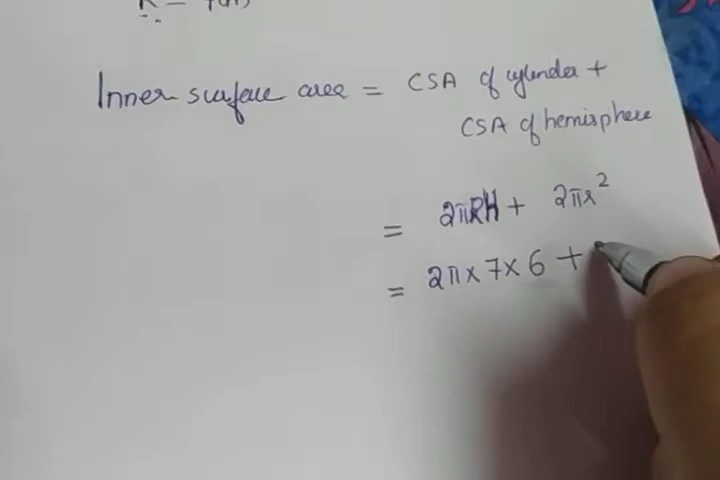 Inner surface area = CSA of cylinder +
CSA of hemisphere
= 2πRH + 2πr²
= 2π×7×6 +